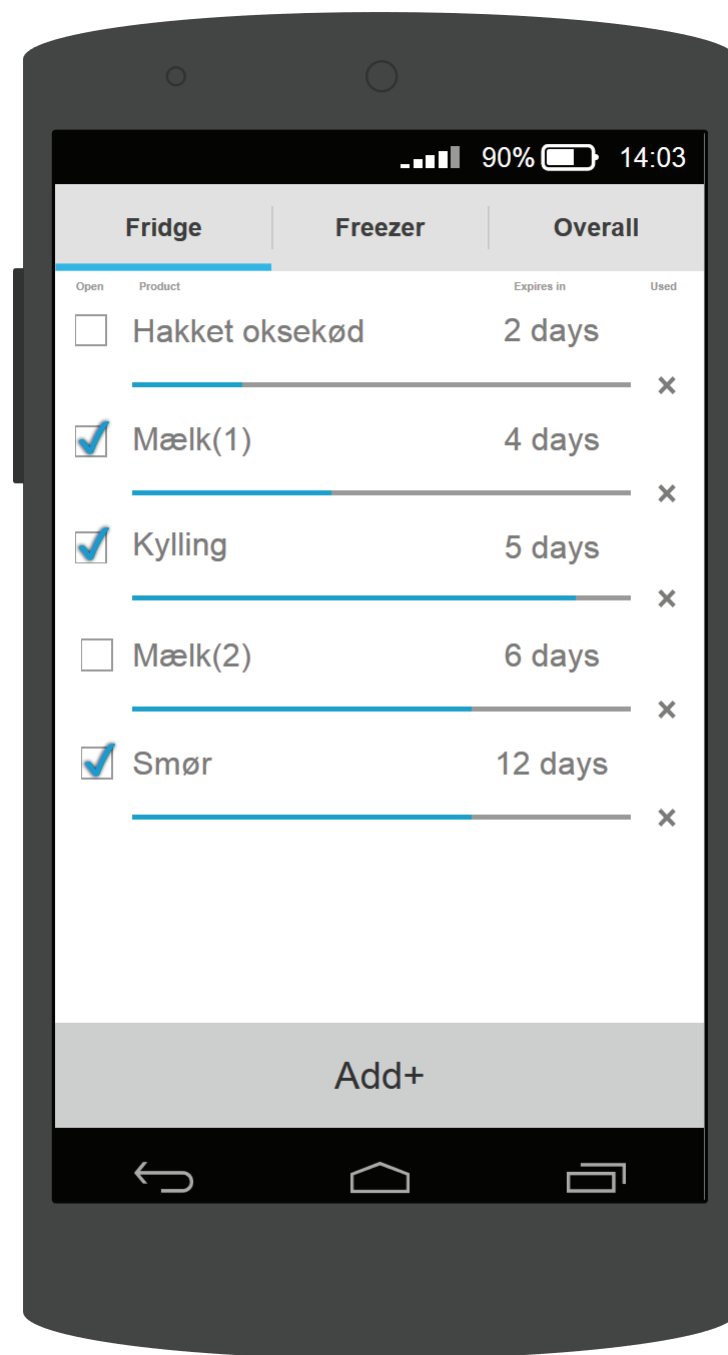 90% 14:03
Fridge Freezer Overall
Open Product Expires in Used
Hakket oksekød 2 days
Mælk(1) 4 days
Kylling 5 days
Mælk(2) 6 days
Smør 12 days
Add+